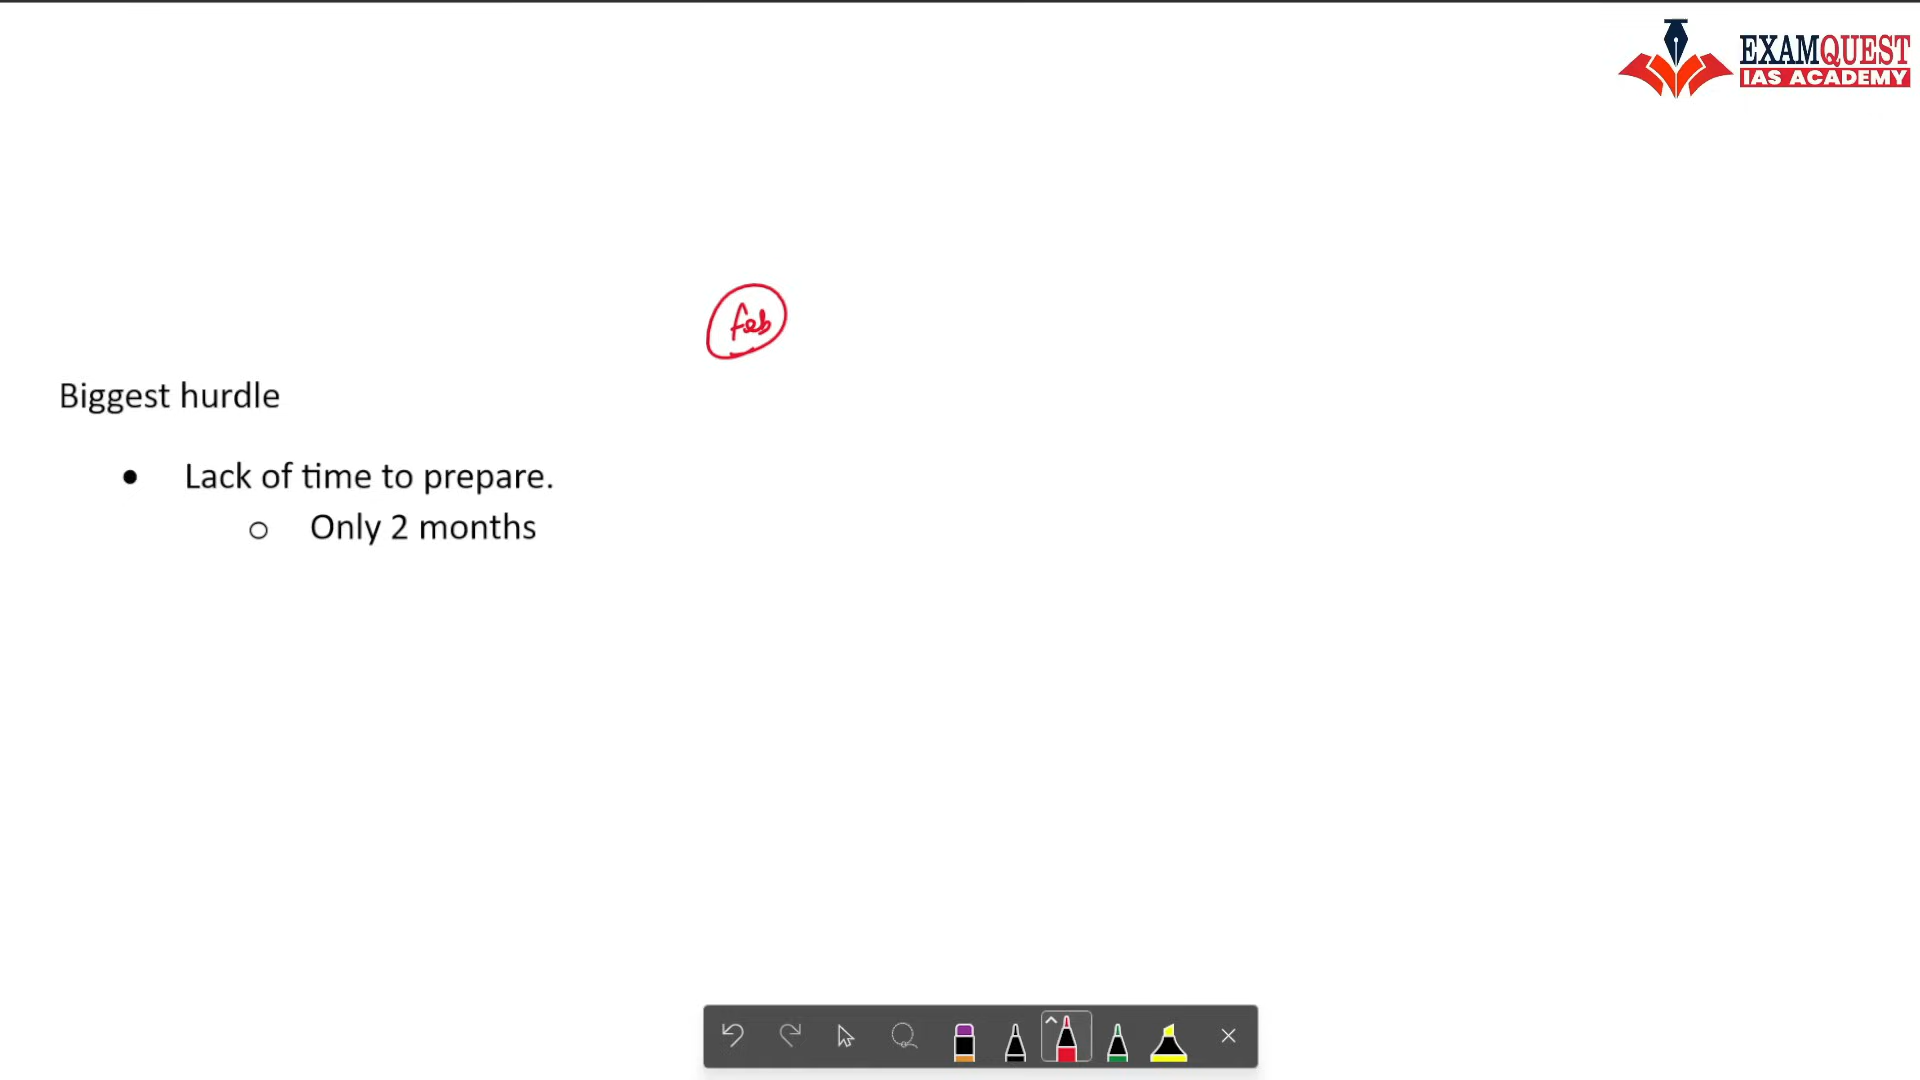 EXAMQUEST
IAS ACADEMY
feb
Biggest hurdle
• Lack of time to prepare.
o Only 2 months